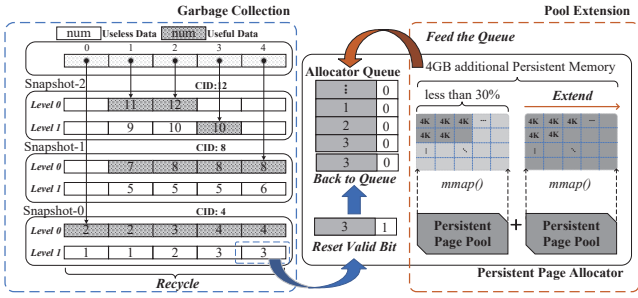 Garbage Collection
Pool Extension
num Useless Data num Useful Data
0 1 2 3 4
Snapshot-2 CID:12
Level 0 11 12
Level 1 9 10 10
Snapshot-1 CID: 8
Level 0 7 8 8 8
Level 1 5 5 5 6
Snapshot-0 CID: 4
Level 0 2 2 3 4 4
Level 1 1 1 2 3 3
Recycle
Feed the Queue
Allocator Queue
⋮ 0
1 0
2 0
3 0
3 0
Back to Queue
3 1
Reset Valid Bit
4GB additional Persistent Memory
less than 30% Extend
4K 4K 4K ... 4K 4K 4K ...
4K 4K 4K 4K
mmap() mmap()
Persistent Page Pool + Persistent Page Pool
Persistent Page Allocator